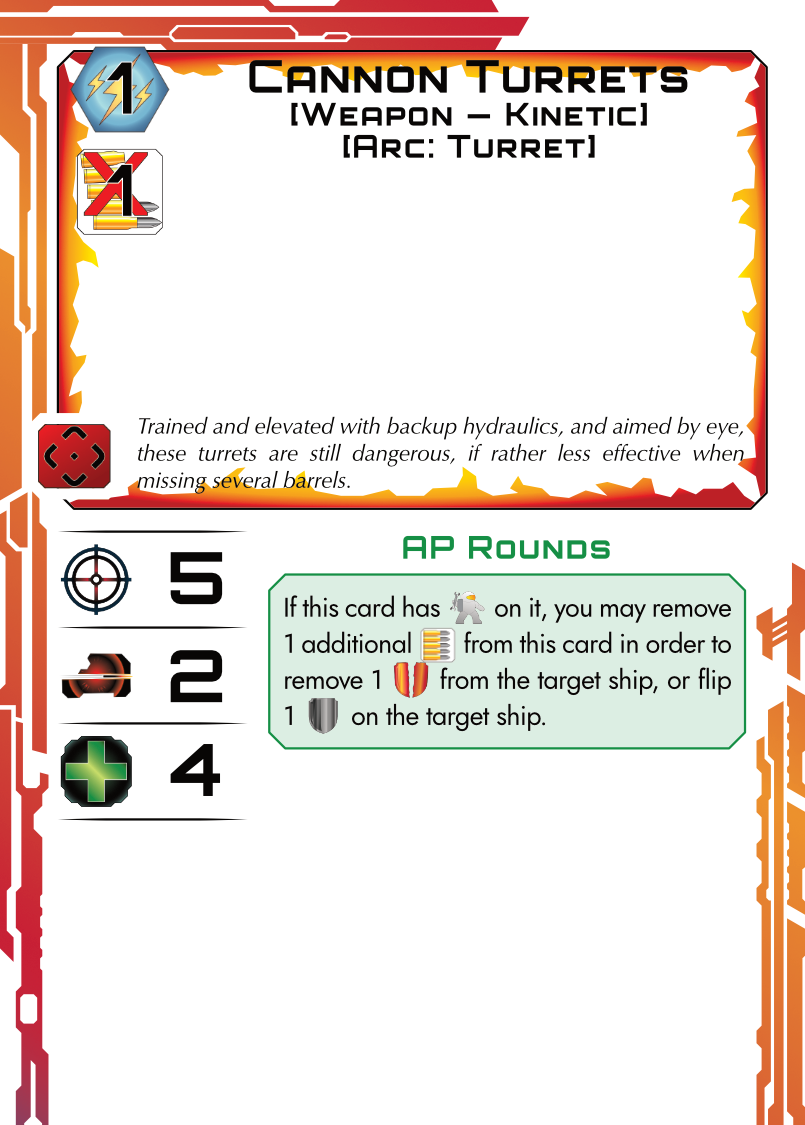 1
Cannon Turrets
[Weapon – Kinetic]
[Arc: Turret]
1
Trained and elevated with backup hydraulics, and aimed by eye,
these turrets are still dangerous, if rather less effective when
missing several barrels.
5
2
4
AP Rounds
If this card has on it, you may remove
1 additional from this card in order to
remove 1 from the target ship, or flip
1 on the target ship.